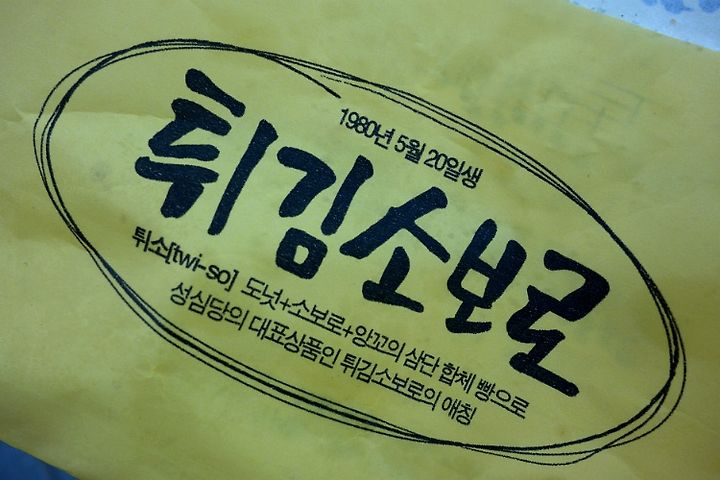 1980년 5월 20일생
튀김소보로
튀소[twi-so] 도넛+소보로+앙꼬의 삼단 합체 빵으로
성심당의 대표상품인 튀김소보로의 애칭